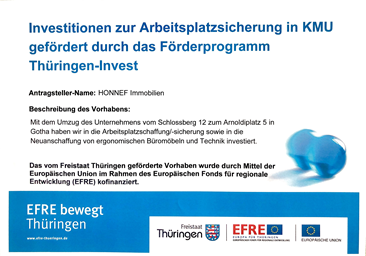 Investitionen zur Arbeitsplatzsicherung in KMU
gefördert durch das Förderprogramm
Thüringen-Invest
Antragsteller-Name: HONNEF Immobilien
Beschreibung des Vorhabens:
Mit dem Umzug des Unternehmens vom Schlossberg 12 zum Arnoldiplatz 5 in
Gotha haben wir in die Arbeitsplatzschaffung/-sicherung sowie in die
Neuanschaffung von ergonomischen Büromöbeln und Technik investiert.
Das vom Freistaat Thüringen geförderte Vorhaben wurde durch Mittel der
Europäischen Union im Rahmen des Europäischen Fonds für regionale
Entwicklung (EFRE) kofinanziert.
EFRE bewegt
Thüringen
www.efre-thueringen.de
Freistaat
Thüringen
EFRE
EUROPA FÜR THÜRINGEN
EUROPÄISCHE UNION